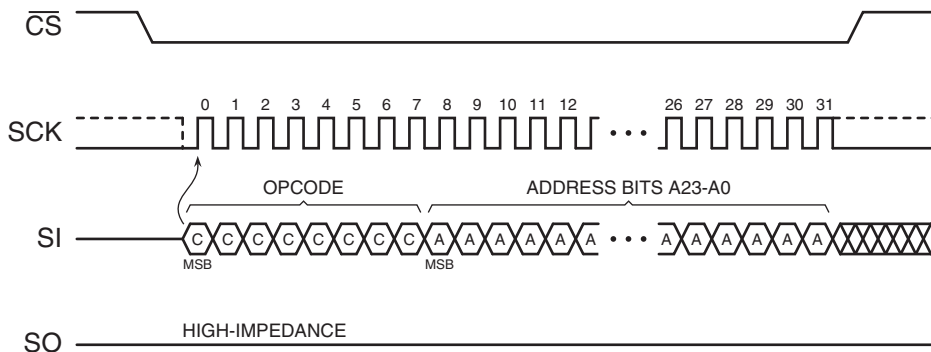 CS
0 1 2 3 4 5 6 7 8 9 10 11 12 26 27 28 29 30 31
SCK
OPCODE ADDRESS BITS A23-A0
SI C C C C C C C C A A A A A A A A A A A A
MSB MSB
HIGH-IMPEDANCE
SO